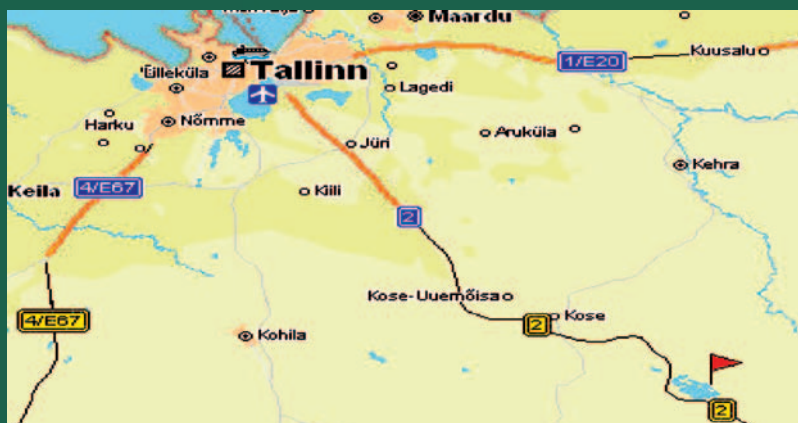 Maardu
Kuusalu
1/E20
Lilleküla
Tallinn
Lagedi
Harku
Nõmme
Jüri
Aruküla
Kehra
Keila
4/E67
Kiili
2
Kose-Uuemõisa
Kose
4/E67
2
Kohila
2